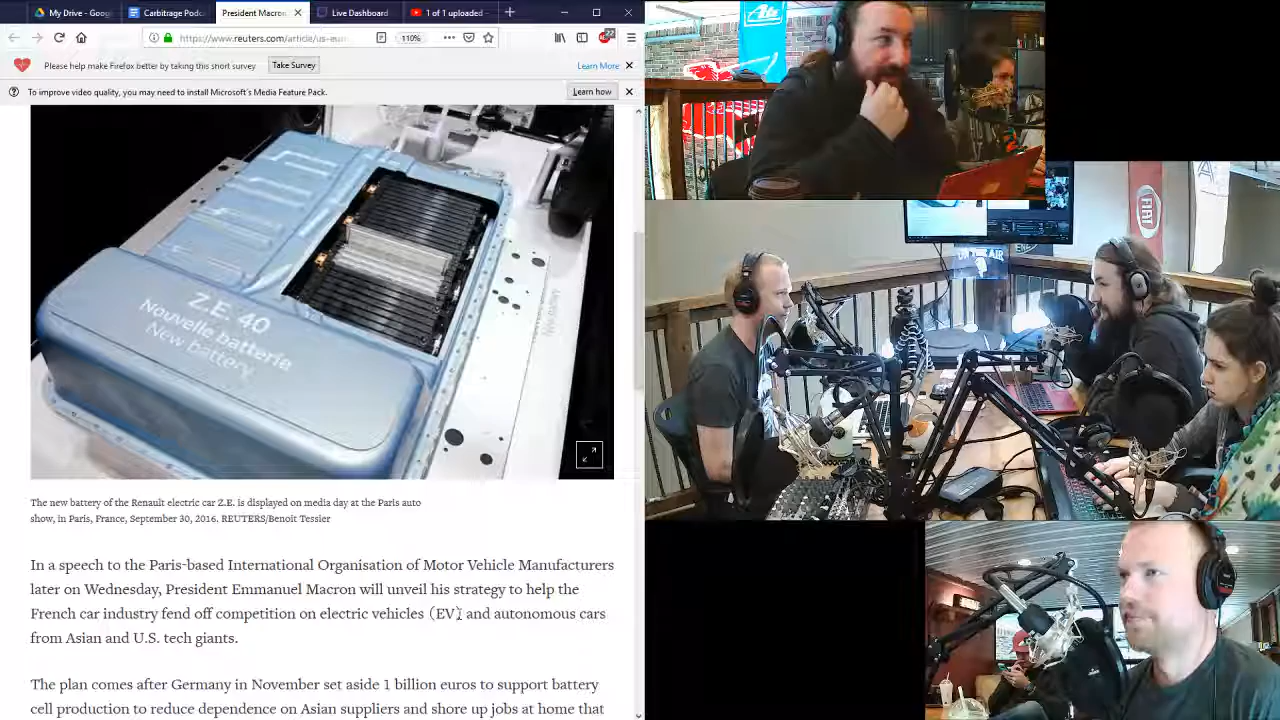 My Drive - Goog
Carbitrage Podc
President Macron
Live Dashboard
1 of 1 uploaded
https://www.reuters.com/article/us-eur
110%
22
Please help make Firefox better by taking this short survey
Take Survey
Learn More
To improve video quality, you may need to install Microsoft's Media Feature Pack.
Learn how
Z.E. 40
Nouvelle batterie
New battery
The new battery of the Renault electric car Z.E. is displayed on media day at the Paris auto
show, in Paris, France, September 30, 2016. REUTERS/Benoit Tessier
In a speech to the Paris-based International Organisation of Motor Vehicle Manufacturers
later on Wednesday, President Emmanuel Macron will unveil his strategy to help the
French car industry fend off competition on electric vehicles (EV) and autonomous cars
from Asian and U.S. tech giants.
The plan comes after Germany in November set aside 1 billion euros to support battery
cell production to reduce dependence on Asian suppliers and shore up jobs at home that
Ate
FIAT
ON THE AIR